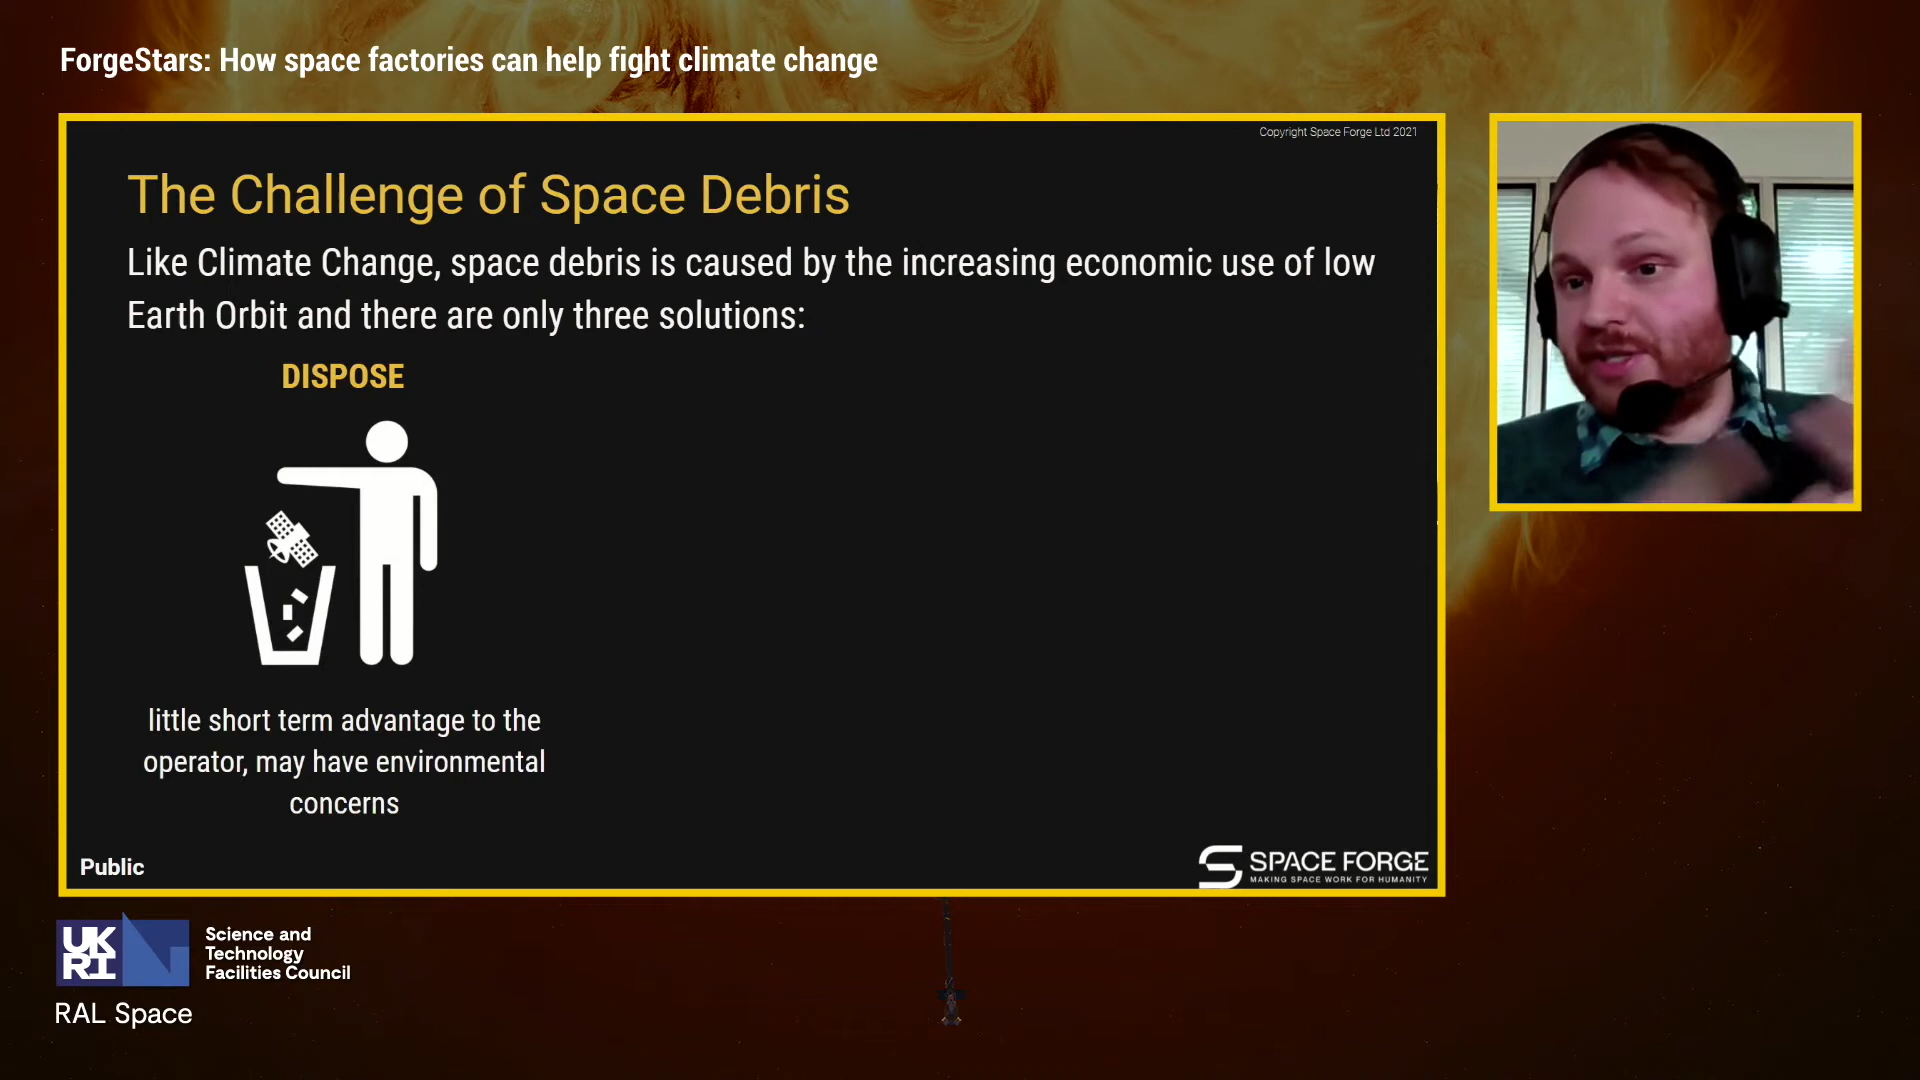 ForgeStars: How space factories can help fight climate change
Copyright Space Forge Ltd 2021
The Challenge of Space Debris
Like Climate Change, space debris is caused by the increasing economic use of low
Earth Orbit and there are only three solutions:
DISPOSE
little short term advantage to the
operator, may have environmental
concerns
Public
SPACE FORGE
MAKING SPACE WORK FOR HUMANITY
UK
RI
Science and
Technology
Facilities Council
RAL Space